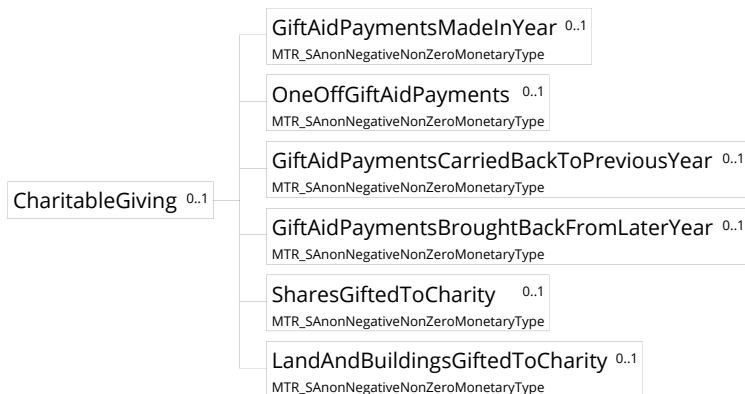 GiftAidPaymentsMadeInYear 0..1
MTR_SAnonNegativeNonZeroMonetaryType
OneOffGiftAidPayments 0..1
MTR_SAnonNegativeNonZeroMonetaryType
GiftAidPaymentsCarriedBackToPreviousYear 0..1
MTR_SAnonNegativeNonZeroMonetaryType
CharitableGiving 0..1
GiftAidPaymentsBroughtBackFromLaterYear 0..1
MTR_SAnonNegativeNonZeroMonetaryType
SharesGiftedToCharity 0..1
MTR_SAnonNegativeNonZeroMonetaryType
LandAndBuildingsGiftedToCharity 0..1
MTR_SAnonNegativeNonZeroMonetaryType